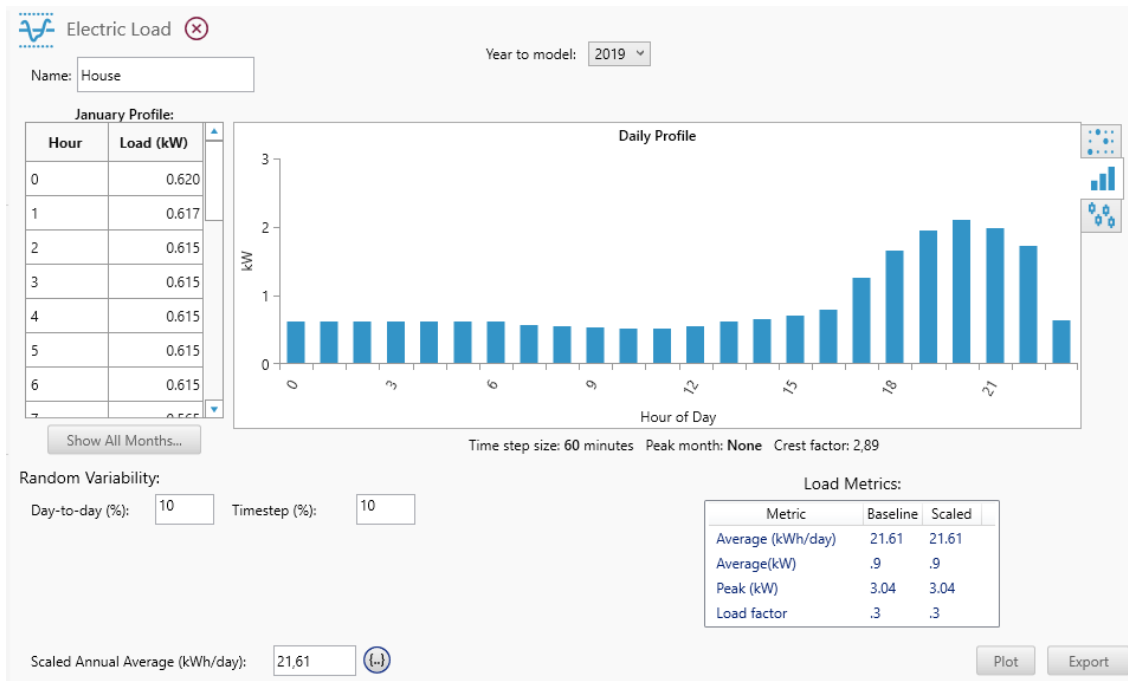 Electric Load
Year to model: 2019
Name: House
January Profile:
Hour Load (kW)
0 0.620
1 0.617
2 0.615
3 0.615
4 0.615
5 0.615
6 0.615
7 0.565
Show All Months...
Daily Profile
kW
3
2
1
0
0 3 6 9 12 15 18 21
Hour of Day
Time step size: 60 minutes Peak month: None Crest factor: 2,89
Random Variability:
Day-to-day (%): 10 Timestep (%): 10
Load Metrics:
Metric Baseline Scaled
Average (kWh/day) 21.61 21.61
Average(kW) .9 .9
Peak (kW) 3.04 3.04
Load factor .3 .3
Scaled Annual Average (kWh/day): 21,61 {..}
Plot Export